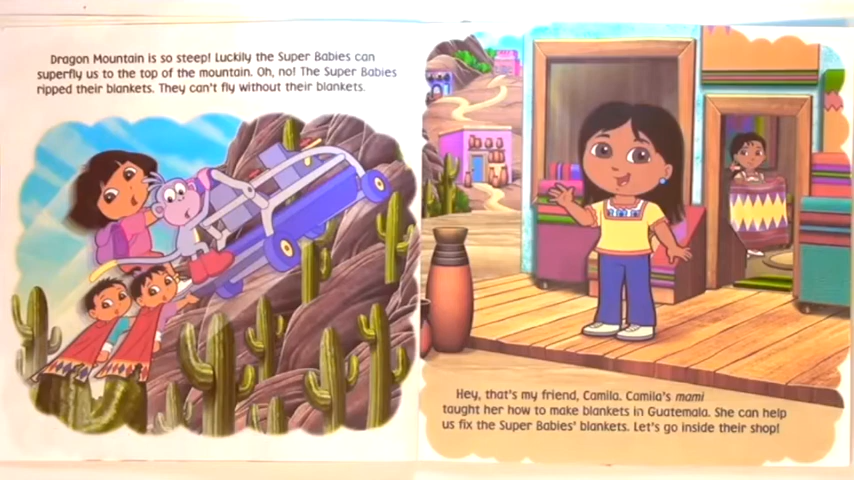 Dragon Mountain is so steep! Luckily the Super Babies can
superfly us to the top of the mountain. Oh, no! The Super Babies
ripped their blankets. They can't fly without their blankets.
Hey, that's my friend, Camila. Camila's mami
taught her how to make blankets in Guatemala. She can help
us fix the Super Babies' blankets. Let's go inside their shop!